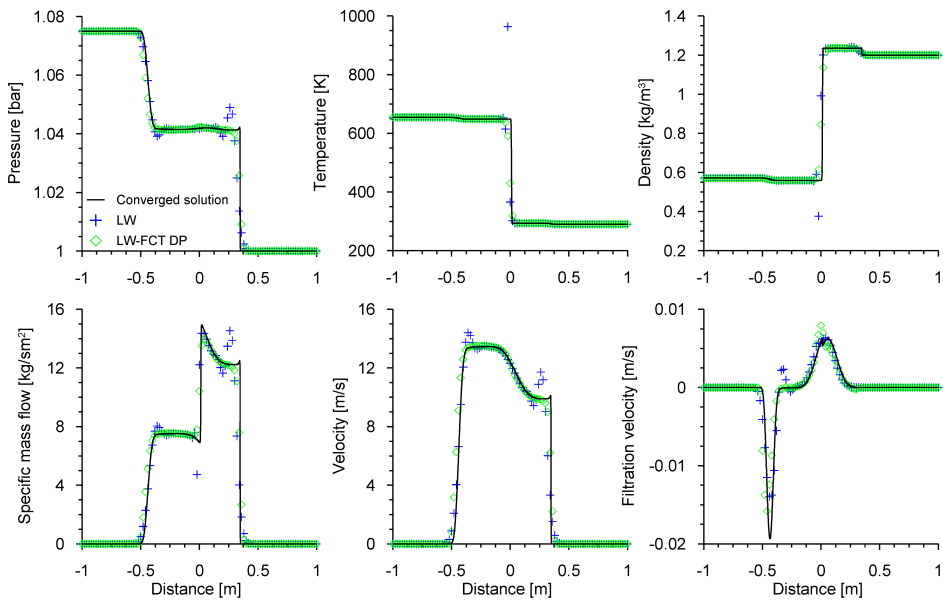 Pressure [bar]
1.08
1.06
1.04
1.02
1
Converged solution
LW
LW-FCT DP
-1 -0.5 0 0.5 1
Temperature [K]
1000
800
600
400
200
-1 -0.5 0 0.5 1
Density [kg/m³]
1.4
1.2
1
0.8
0.6
0.4
0.2
-1 -0.5 0 0.5 1
Specific mass flow [kg/sm²]
16
12
8
4
0
-1 -0.5 0 0.5 1
Distance [m]
Velocity [m/s]
16
12
8
4
0
-1 -0.5 0 0.5 1
Distance [m]
Filtration velocity [m/s]
0.01
0
-0.01
-0.02
-1 -0.5 0 0.5 1
Distance [m]